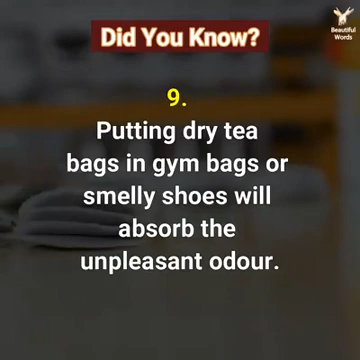 Did You Know?
Beautiful
Words
9.
Putting dry tea
bags in gym bags or
smelly shoes will
absorb the
unpleasant odour.